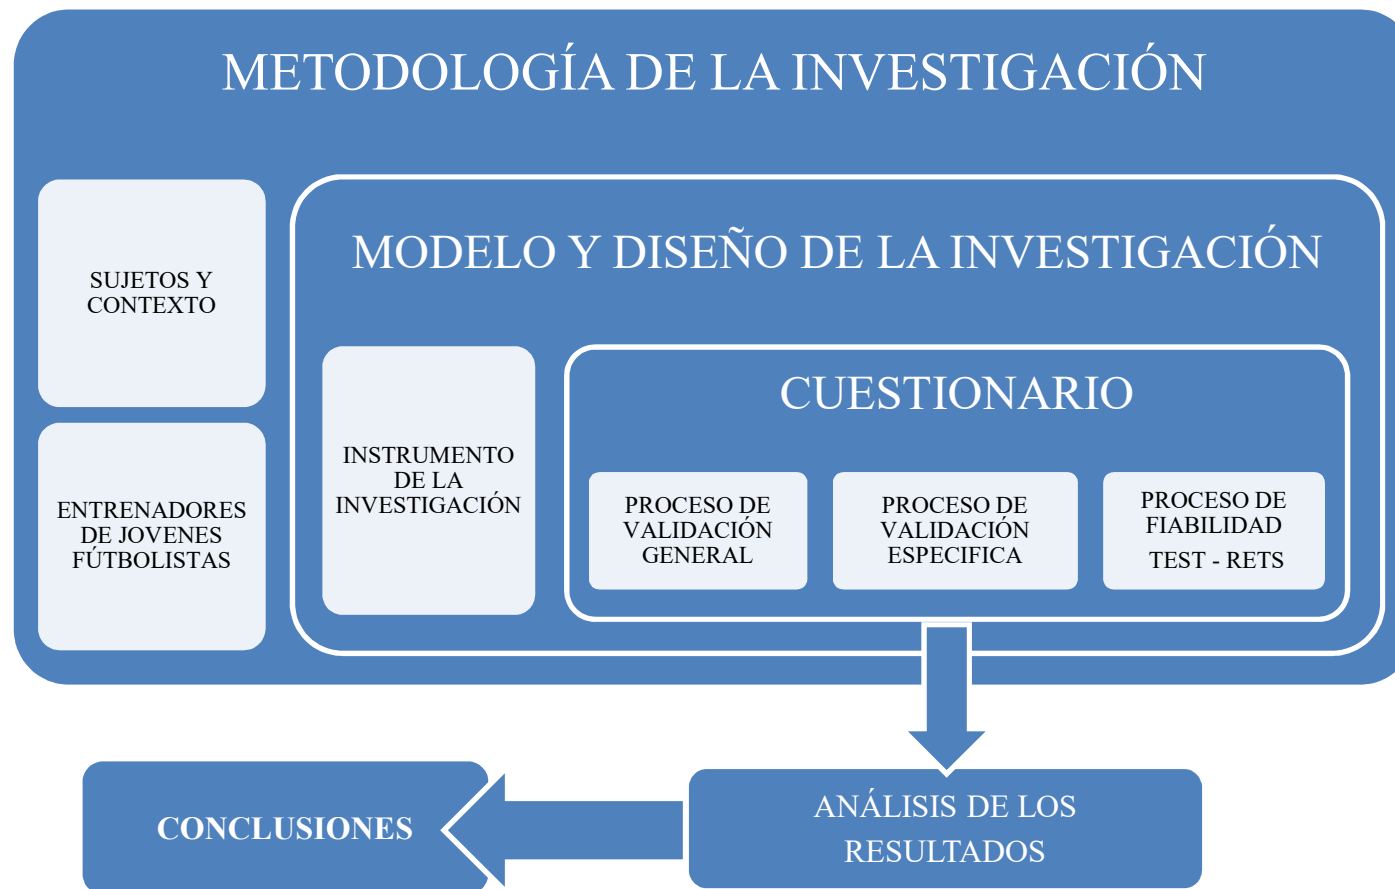 METODOLOGÍA DE LA INVESTIGACIÓN
SUJETOS Y
CONTEXTO
ENTRENADORES
DE JOVENES
FÚTBOLISTAS
MODELO Y DISEÑO DE LA INVESTIGACIÓN
INSTRUMENTO
DE LA
INVESTIGACIÓN
CUESTIONARIO
PROCESO DE
VALIDACIÓN
GENERAL
PROCESO DE
VALIDACIÓN
ESPECIFICA
PROCESO DE
FIABILIDAD
TEST - RETS
ANÁLISIS DE LOS
RESULTADOS
CONCLUSIONES